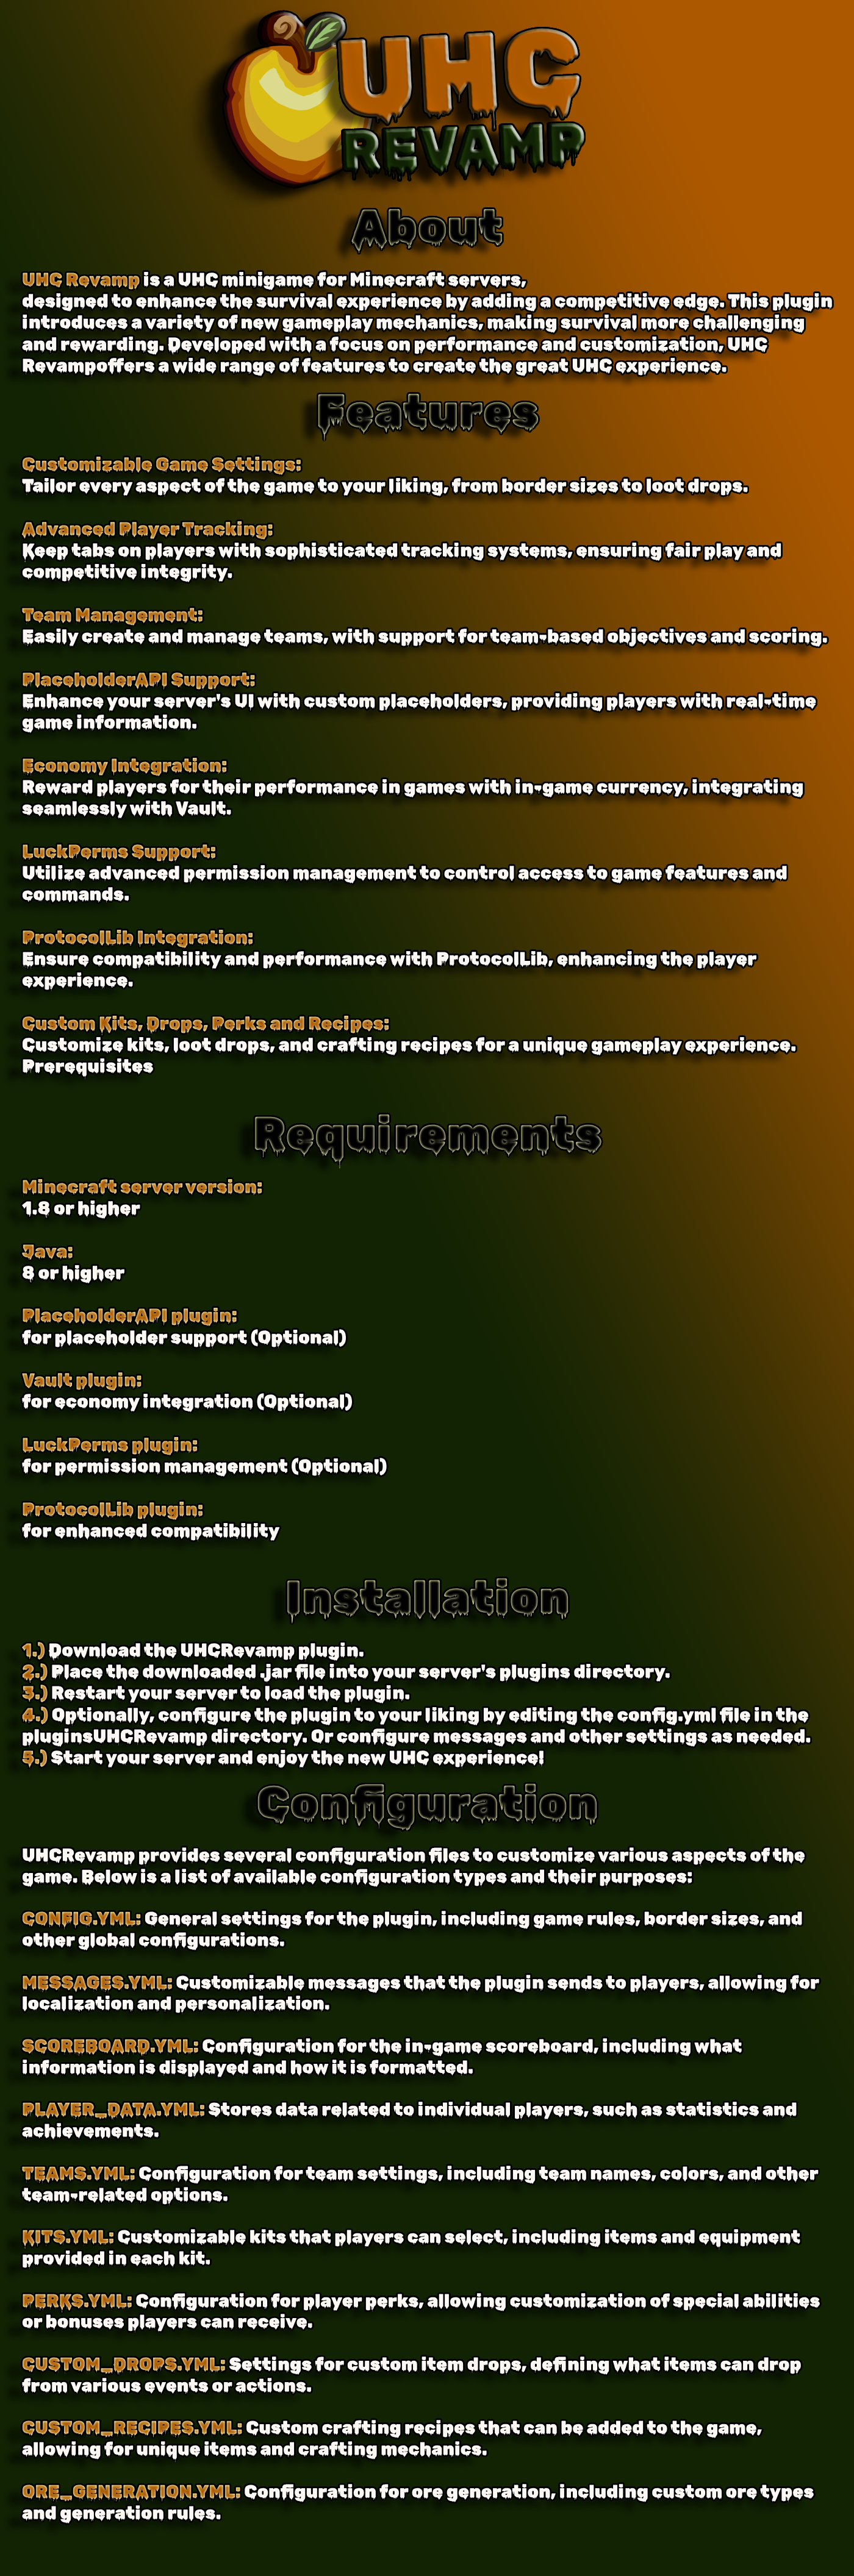 UHC
REVAMP
About
UHC Revamp is a UHC minigame for Minecraft servers,
designed to enhance the survival experience by adding a competitive edge. This plugin
introduces a variety of new gameplay mechanics, making survival more challenging
and rewarding. Developed with a focus on performance and customization, UHC
Revampoffers a wide range of features to create the great UHC experience.
Features
Customizable Game Settings:
Tailor every aspect of the game to your liking, from border sizes to loot drops.
Advanced Player Tracking:
Keep tabs on players with sophisticated tracking systems, ensuring fair play and
competitive integrity.
Team Management:
Easily create and manage teams, with support for team-based objectives and scoring.
PlaceholderAPI Support:
Enhance your server's UI with custom placeholders, providing players with real-time
game information.
Economy Integration:
Reward players for their performance in games with in-game currency, integrating
seamlessly with Vault.
LuckPerms Support:
Utilize advanced permission management to control access to game features and
commands.
ProtocolLib Integration:
Ensure compatibility and performance with ProtocolLib, enhancing the player
experience.
Custom Kits, Drops, Perks and Recipes:
Customize kits, loot drops, and crafting recipes for a unique gameplay experience.
Prerequisites
Requirements
Minecraft server version:
1.8 or higher
Java:
8 or higher
PlaceholderAPI plugin:
for placeholder support (Optional)
Vault plugin:
for economy integration (Optional)
LuckPerms plugin:
for permission management (Optional)
ProtocolLib plugin:
for enhanced compatibility
Installation
1.) Download the UHCRevamp plugin.
2.) Place the downloaded .jar file into your server's plugins directory.
3.) Restart your server to load the plugin.
4.) Optionally, configure the plugin to your liking by editing the config.yml file in the
pluginsUHCRevamp directory. Or configure messages and other settings as needed.
5.) Start your server and enjoy the new UHC experience!
Configuration
UHCRevamp provides several configuration files to customize various aspects of the
game. Below is a list of available configuration types and their purposes:
CONFIG.YML: General settings for the plugin, including game rules, border sizes, and
other global configurations.
MESSAGES.YML: Customizable messages that the plugin sends to players, allowing for
localization and personalization.
SCOREBOARD.YML: Configuration for the in-game scoreboard, including what
information is displayed and how it is formatted.
PLAYER_DATA.YML: Stores data related to individual players, such as statistics and
achievements.
TEAMS.YML: Configuration for team settings, including team names, colors, and other
team-related options.
KITS.YML: Customizable kits that players can select, including items and equipment
provided in each kit.
PERKS.YML: Configuration for player perks, allowing customization of special abilities
or bonuses players can receive.
CUSTOM_DROPS.YML: Settings for custom item drops, defining what items can drop
from various events or actions.
CUSTOM_RECIPES.YML: Custom crafting recipes that can be added to the game,
allowing for unique items and crafting mechanics.
ORE_GENERATION.YML: Configuration for ore generation, including custom ore types
and generation rules.